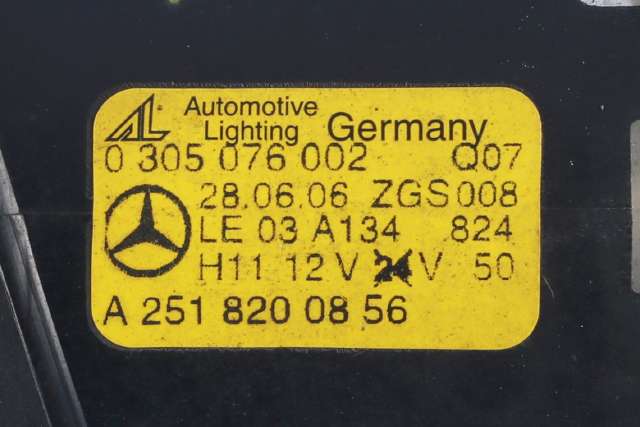 AL Automotive
Lighting Germany
0 305 076 002 Q07
28.06.06 ZGS 008
LE 03 A134 824
H11 12 V 24 V 50
A 251 820 08 56